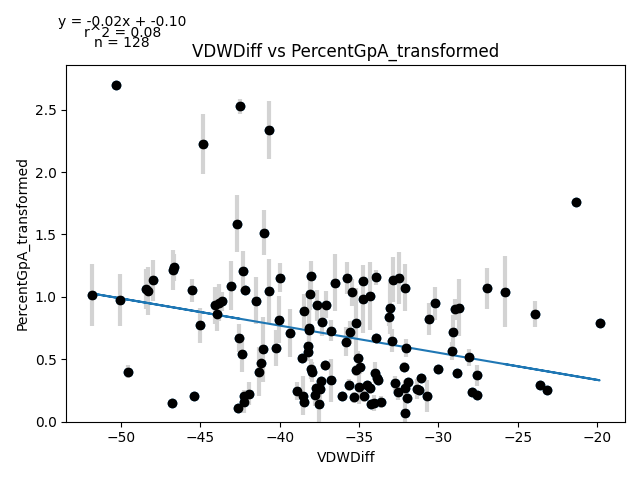 y = -0.02x + -0.10
r^2 = 0.08
n = 128
VDWDiff vs PercentGpA_transformed
PercentGpA_transformed
2.5
2.0
1.5
1.0
0.5
0.0
−50
−45
−40
−35
−30
−25
−20
VDWDiff